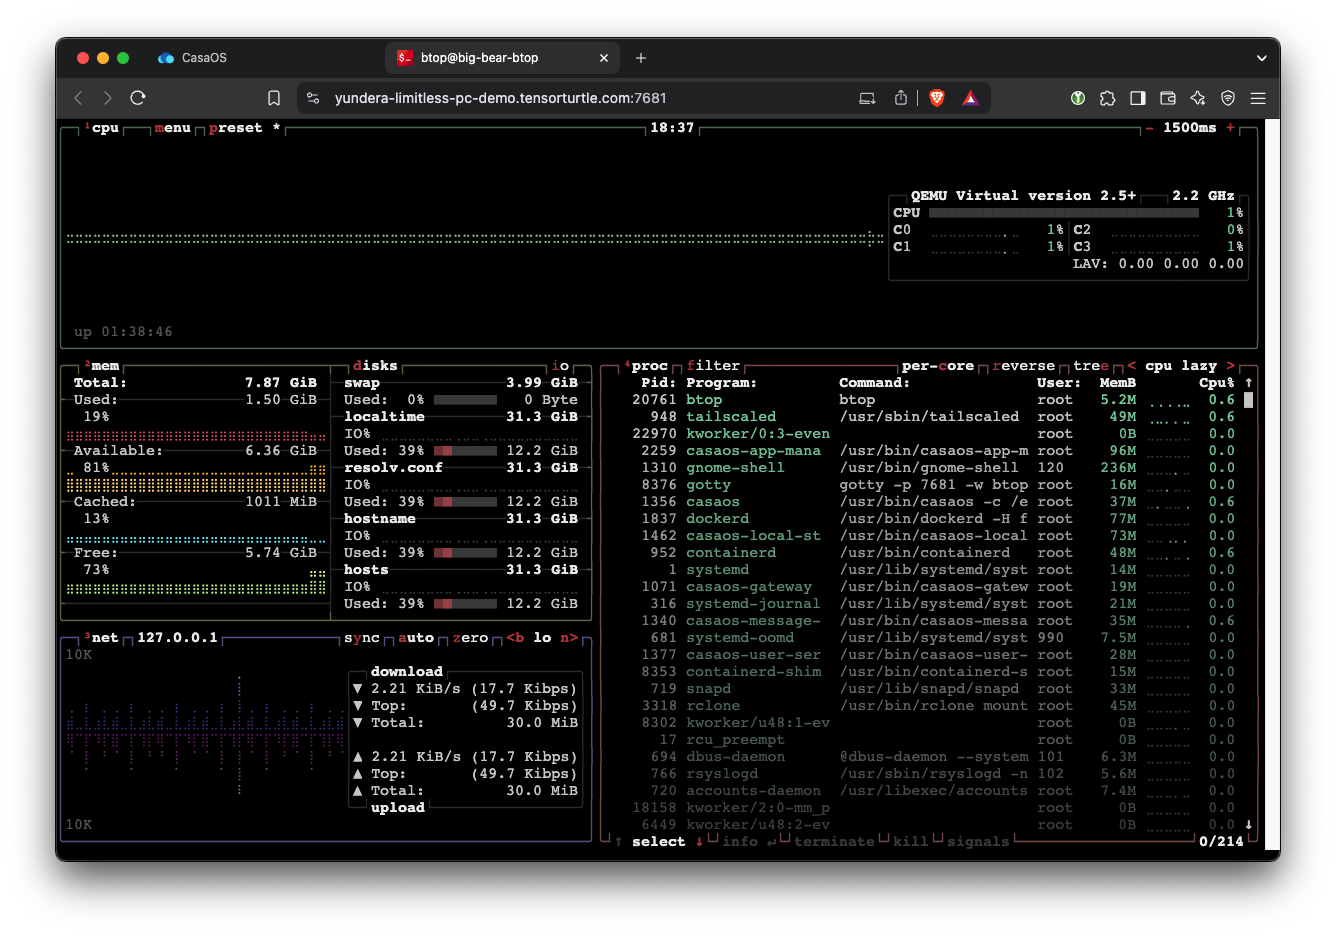 CasaOS
btop@big-bear-btop
yundera-limitless-pc-demo.tensorturtle.com:7681
¹cpu menu preset * 18:37 - 1500ms +
QEMU Virtual version 2.5+ 2.2 GHz
CPU 1%
C0 1% C2 0%
C1 1% C3 1%
LAV: 0.00 0.00 0.00
up 01:38:46
²mem
Total: 7.87 GiB
Used: 1.50 GiB
19%
Available: 6.36 GiB
81%
Cached: 1011 MiB
13%
Free: 5.74 GiB
73%
disks io
swap 3.99 GiB
Used: 0% 0 Byte
localtime 31.3 GiB
IO%
Used: 39% 12.2 GiB
resolv.conf 31.3 GiB
IO%
Used: 39% 12.2 GiB
hostname 31.3 GiB
IO%
Used: 39% 12.2 GiB
hosts 31.3 GiB
IO%
Used: 39% 12.2 GiB
³net 127.0.0.1 sync auto zero <b lo n>
10K
download
▼ 2.21 KiB/s (17.7 Kibps)
▼ Top: (49.7 Kibps)
▼ Total: 30.0 MiB
▲ 2.21 KiB/s (17.7 Kibps)
▲ Top: (49.7 Kibps)
▲ Total: 30.0 MiB
upload
10K
⁴proc filter per-core reverse tree < cpu lazy >
Pid: Program: Command: User: MemB Cpu% ↑
20761 btop btop root 5.2M 0.6
948 tailscaled /usr/sbin/tailscaled root 49M 0.6
22970 kworker/0:3-even root 0B 0.0
2259 casaos-app-mana /usr/bin/casaos-app-m root 96M 0.0
1310 gnome-shell /usr/bin/gnome-shell 120 236M 0.0
8376 gotty gotty -p 7681 -w btop root 16M 0.0
1356 casaos /usr/bin/casaos -c /e root 37M 0.6
1837 dockerd /usr/bin/dockerd -H f root 77M 0.0
1462 casaos-local-st /usr/bin/casaos-local root 73M 0.0
952 containerd /usr/bin/containerd root 48M 0.6
1 systemd /usr/lib/systemd/syst root 14M 0.0
1071 casaos-gateway /usr/bin/casaos-gatew root 19M 0.0
316 systemd-journal /usr/lib/systemd/syst root 21M 0.0
1340 casaos-message- /usr/bin/casaos-messa root 35M 0.6
681 systemd-oomd /usr/lib/systemd/syst 990 7.5M 0.0
1377 casaos-user-ser /usr/bin/casaos-user- root 28M 0.0
8353 containerd-shim /usr/bin/containerd-s root 15M 0.0
719 snapd /usr/lib/snapd/snapd root 33M 0.0
3318 rclone /usr/bin/rclone mount root 45M 0.0
8302 kworker/u48:1-ev root 0B 0.0
17 rcu_preempt root 0B 0.0
694 dbus-daemon @dbus-daemon --system 101 6.3M 0.0
766 rsyslogd /usr/sbin/rsyslogd -n 102 5.6M 0.0
720 accounts-daemon /usr/libexec/accounts root 7.4M 0.0
18158 kworker/2:0-mm_p root 0B 0.0
6449 kworker/u48:2-ev root 0B 0.0 ↓
↑ select ↓ info ↵ terminate kill signals 0/214